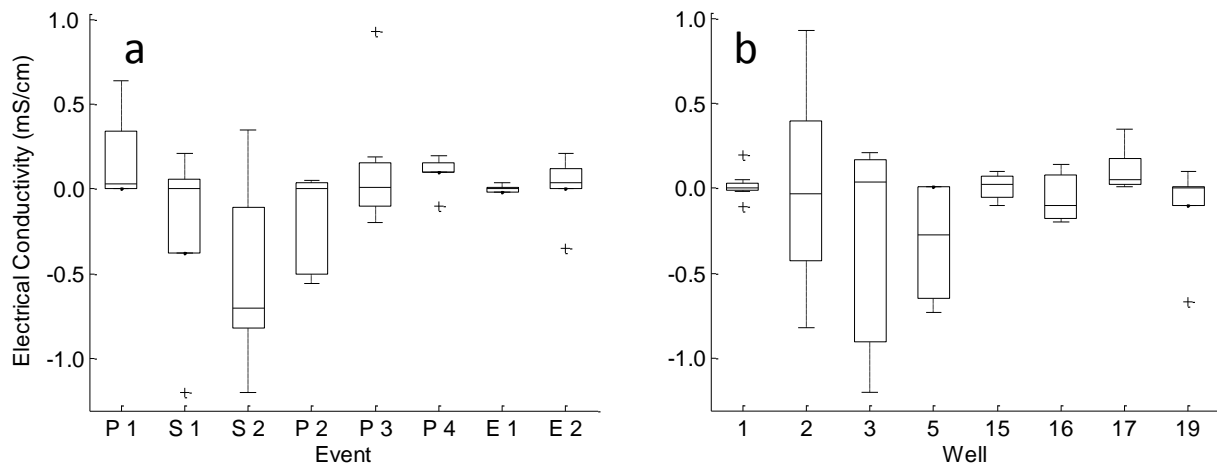 a
Electrical Conductivity (mS/cm)
1.0
0.5
0.0
-0.5
-1.0
P 1 S 1 S 2 P 2 P 3 P 4 E 1 E 2
Event
b
1.0
0.5
0.0
-0.5
-1.0
1 2 3 5 15 16 17 19
Well